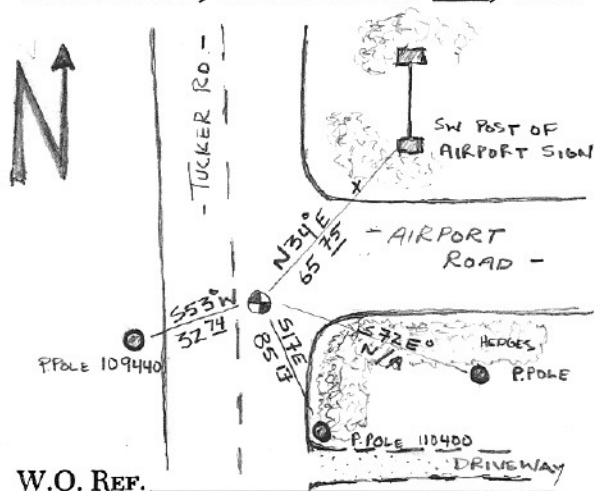 N
- TUCKER RD. -
SW POST OF
AIRPORT SIGN
X
N34°E
65 75
- AIRPORT
ROAD -
S53°W
32 74
P.POLE 109440
S17E
85 17
S72E°
N/A
HEDGES
P.POLE
P.POLE 110400
DRIVEWAY
W.O. REF.